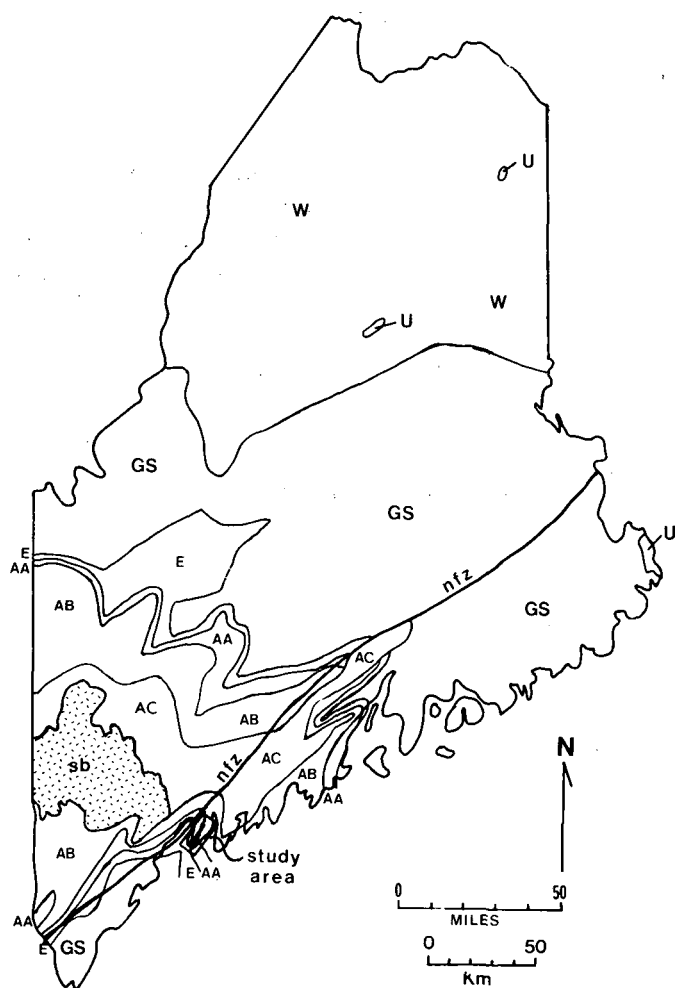 U
W
W
U
GS
GS
U
E
AA
E
nfz
GS
AB
AA
AC
AC
AB
sb
nfz
AC
AB
AA
N
AB
study
area
E AA
AA
0 50
MILES
GS
E
0 50
Km